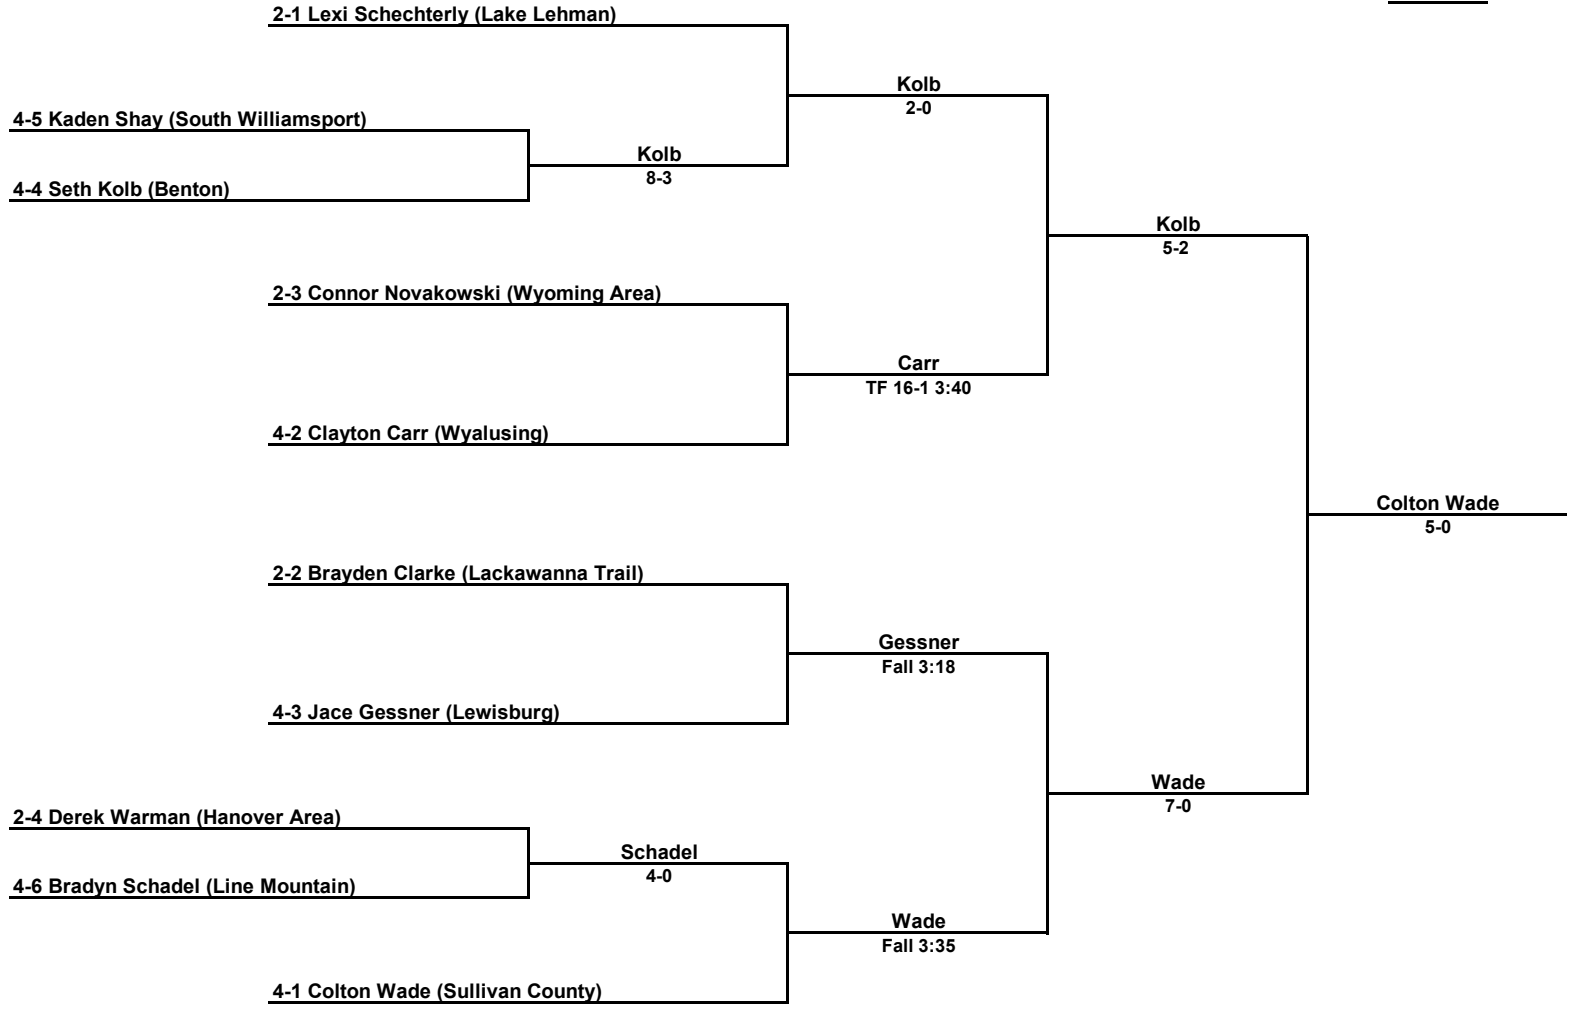 2-1 Lexi Schechterly (Lake Lehman)
Kolb
2-0
4-5 Kaden Shay (South Williamsport)
Kolb
8-3
4-4 Seth Kolb (Benton)
Kolb
5-2
2-3 Connor Novakowski (Wyoming Area)
Carr
TF 16-1 3:40
4-2 Clayton Carr (Wyalusing)
Colton Wade
5-0
2-2 Brayden Clarke (Lackawanna Trail)
Gessner
Fall 3:18
4-3 Jace Gessner (Lewisburg)
Wade
7-0
2-4 Derek Warman (Hanover Area)
Schadel
4-0
4-6 Bradyn Schadel (Line Mountain)
Wade
Fall 3:35
4-1 Colton Wade (Sullivan County)